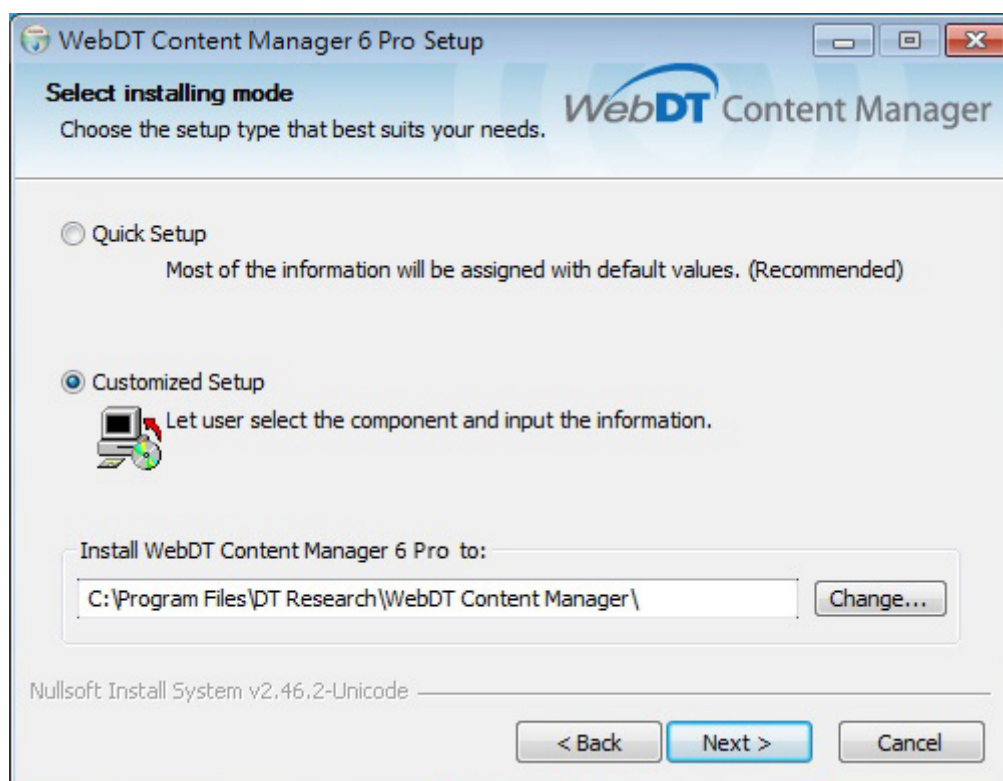 WebDT Content Manager 6 Pro Setup
Select installing mode
Choose the setup type that best suits your needs.
WebDT Content Manager
Quick Setup
Most of the information will be assigned with default values. (Recommended)
Customized Setup
Let user select the component and input the information.
Install WebDT Content Manager 6 Pro to:
C:\Program Files\DT Research\WebDT Content Manager\
Change...
Nullsoft Install System v2.46.2-Unicode
< Back
Next >
Cancel